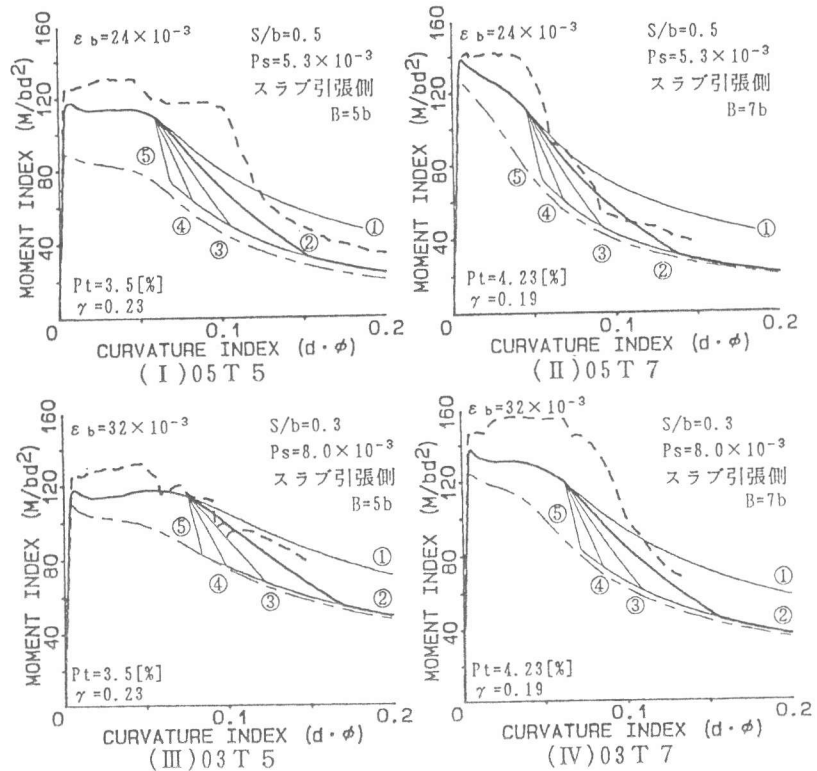 160
120
80
40
0
MOMENT INDEX (M/bd²)
εb=24×10⁻³
S/b=0.5
Ps=5.3×10⁻³
スラブ引張側
B=5b
⑤
④
③
②
①
Pt=3.5[%]
γ=0.23
0.1
0.2
CURVATURE INDEX (d・φ)
(Ⅰ)05T5
160
120
80
40
0
MOMENT INDEX (M/bd²)
εb=24×10⁻³
S/b=0.5
Ps=5.3×10⁻³
スラブ引張側
B=7b
⑤
④
③
②
①
Pt=4.23[%]
γ=0.19
0.1
0.2
CURVATURE INDEX (d・φ)
(Ⅱ)05T7
160
120
80
40
0
MOMENT INDEX (M/bd²)
εb=32×10⁻³
S/b=0.3
Ps=8.0×10⁻³
スラブ引張側
B=5b
⑤
④
③
②
①
Pt=3.5[%]
γ=0.23
0.1
0.2
CURVATURE INDEX (d・φ)
(Ⅲ)03T5
160
120
80
40
0
MOMENT INDEX (M/bd²)
εb=32×10⁻³
S/b=0.3
Ps=8.0×10⁻³
スラブ引張側
B=7b
⑤
④
③
②
①
Pt=4.23[%]
γ=0.19
0.1
0.2
CURVATURE INDEX (d・φ)
(Ⅳ)03T7